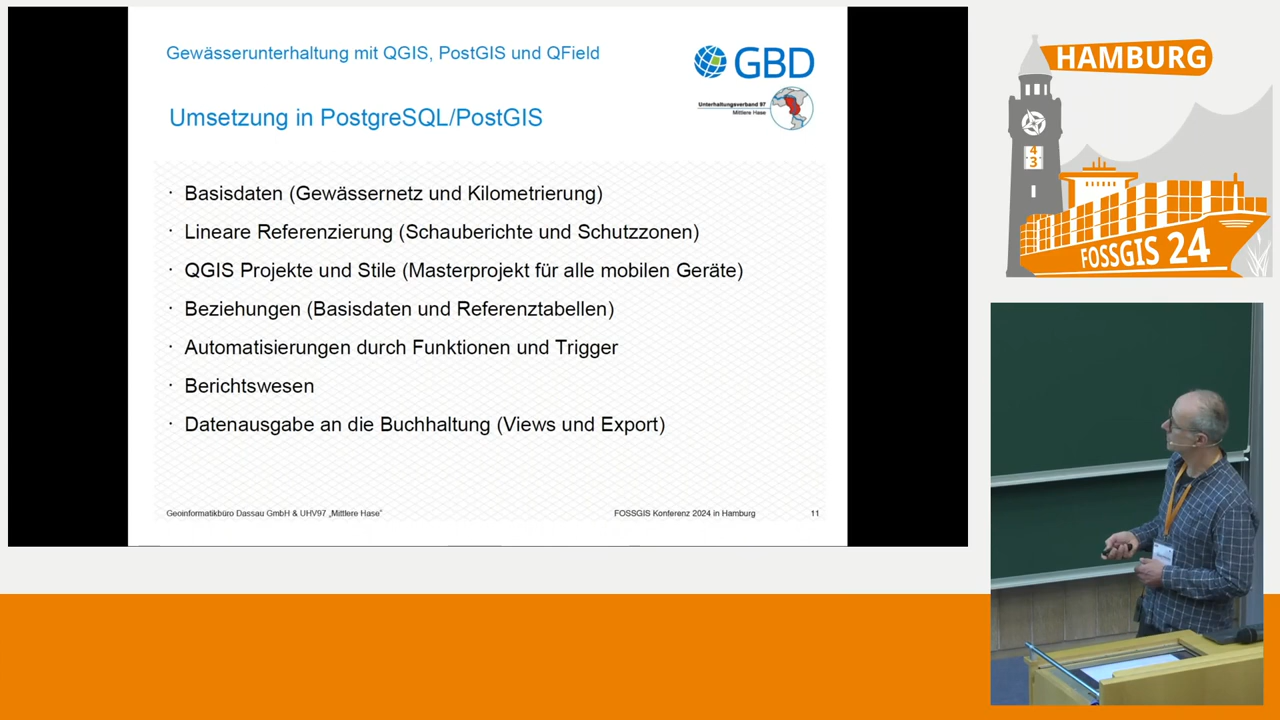 Gewässerunterhaltung mit QGIS, PostGIS und QField
GBD
Unterhaltungsverband 97
Mittlere Hase
Umsetzung in PostgreSQL/PostGIS
· Basisdaten (Gewässernetz und Kilometrierung)
· Lineare Referenzierung (Schauberichte und Schutzzonen)
· QGIS Projekte und Stile (Masterprojekt für alle mobilen Geräte)
· Beziehungen (Basisdaten und Referenztabellen)
· Automatisierungen durch Funktionen und Trigger
· Berichtswesen
· Datenausgabe an die Buchhaltung (Views und Export)
Geoinformatikbüro Dassau GmbH & UHV97 „Mittlere Hase"
FOSSGIS Konferenz 2024 in Hamburg
11
HAMBURG
4
3
FOSSGIS 24